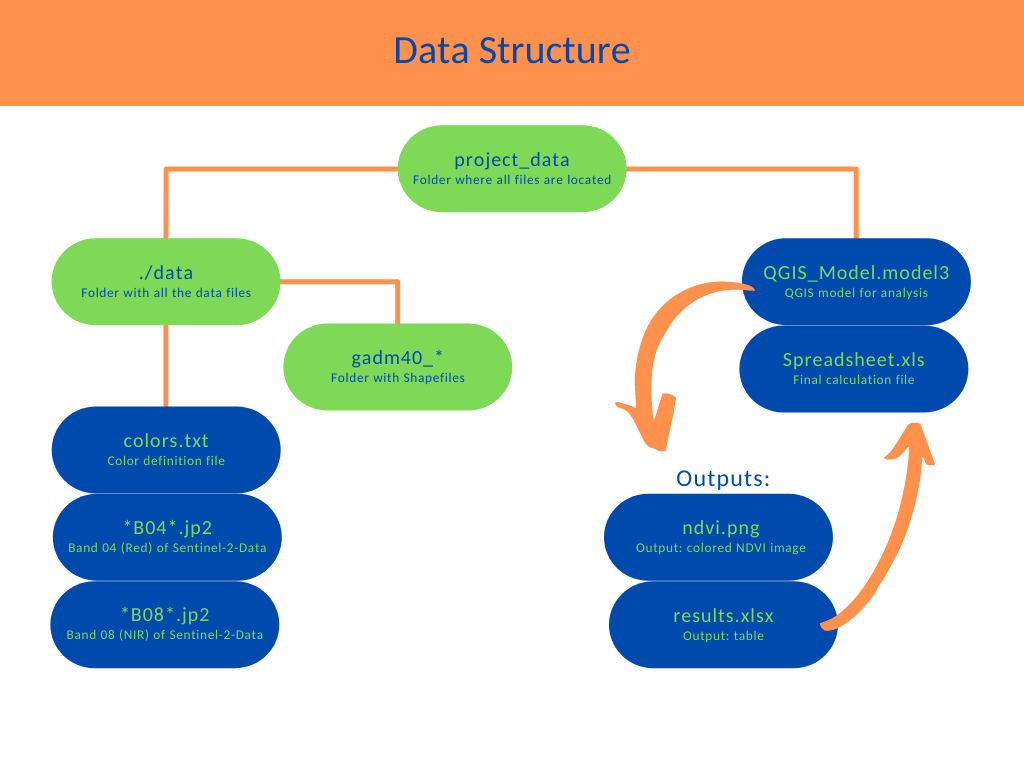 Data Structure
project_data
Folder where all files are located
./data
Folder with all the data files
gadm40_*
Folder with Shapefiles
colors.txt
Color definition file
*B04*.jp2
Band 04 (Red) of Sentinel-2-Data
*B08*.jp2
Band 08 (NIR) of Sentinel-2-Data
QGIS_Model.model3
QGIS model for analysis
Spreadsheet.xls
Final calculation file
Outputs:
ndvi.png
Output: colored NDVI image
results.xlsx
Output: table